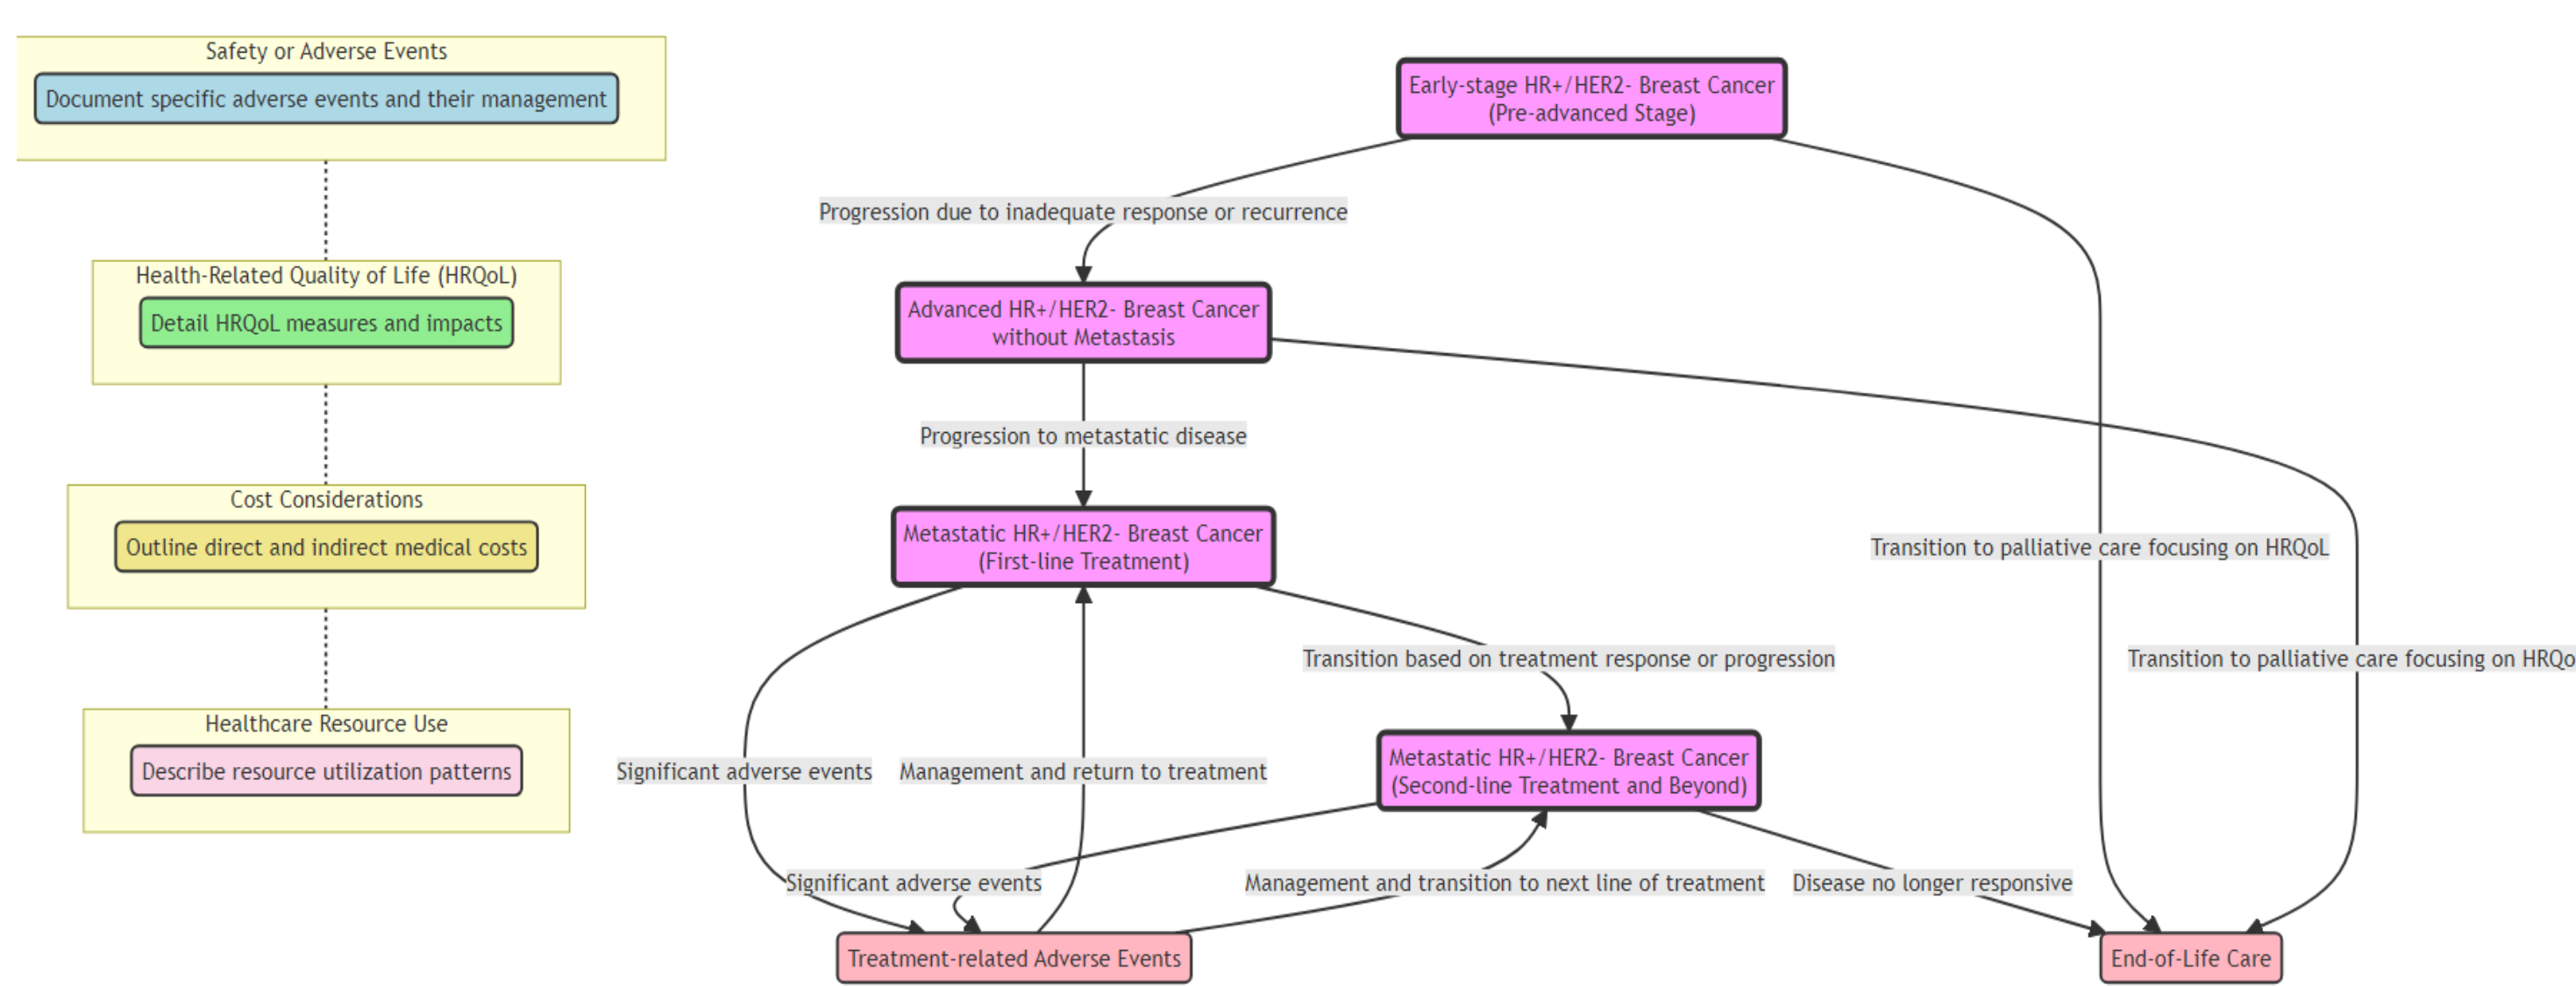 Safety or Adverse Events
Document specific adverse events and their management
Health-Related Quality of Life (HRQoL)
Detail HRQoL measures and impacts
Cost Considerations
Outline direct and indirect medical costs
Healthcare Resource Use
Describe resource utilization patterns
Early-stage HR+/HER2- Breast Cancer
(Pre-advanced Stage)
Progression due to inadequate response or recurrence
Advanced HR+/HER2- Breast Cancer
without Metastasis
Progression to metastatic disease
Metastatic HR+/HER2- Breast Cancer
(First-line Treatment)
Transition to palliative care focusing on HRQoL
Transition based on treatment response or progression
Transition to palliative care focusing on HRQo
Significant adverse events
Management and return to treatment
Metastatic HR+/HER2- Breast Cancer
(Second-line Treatment and Beyond)
Significant adverse events
Management and transition to next line of treatment
Disease no longer responsive
Treatment-related Adverse Events
End-of-Life Care